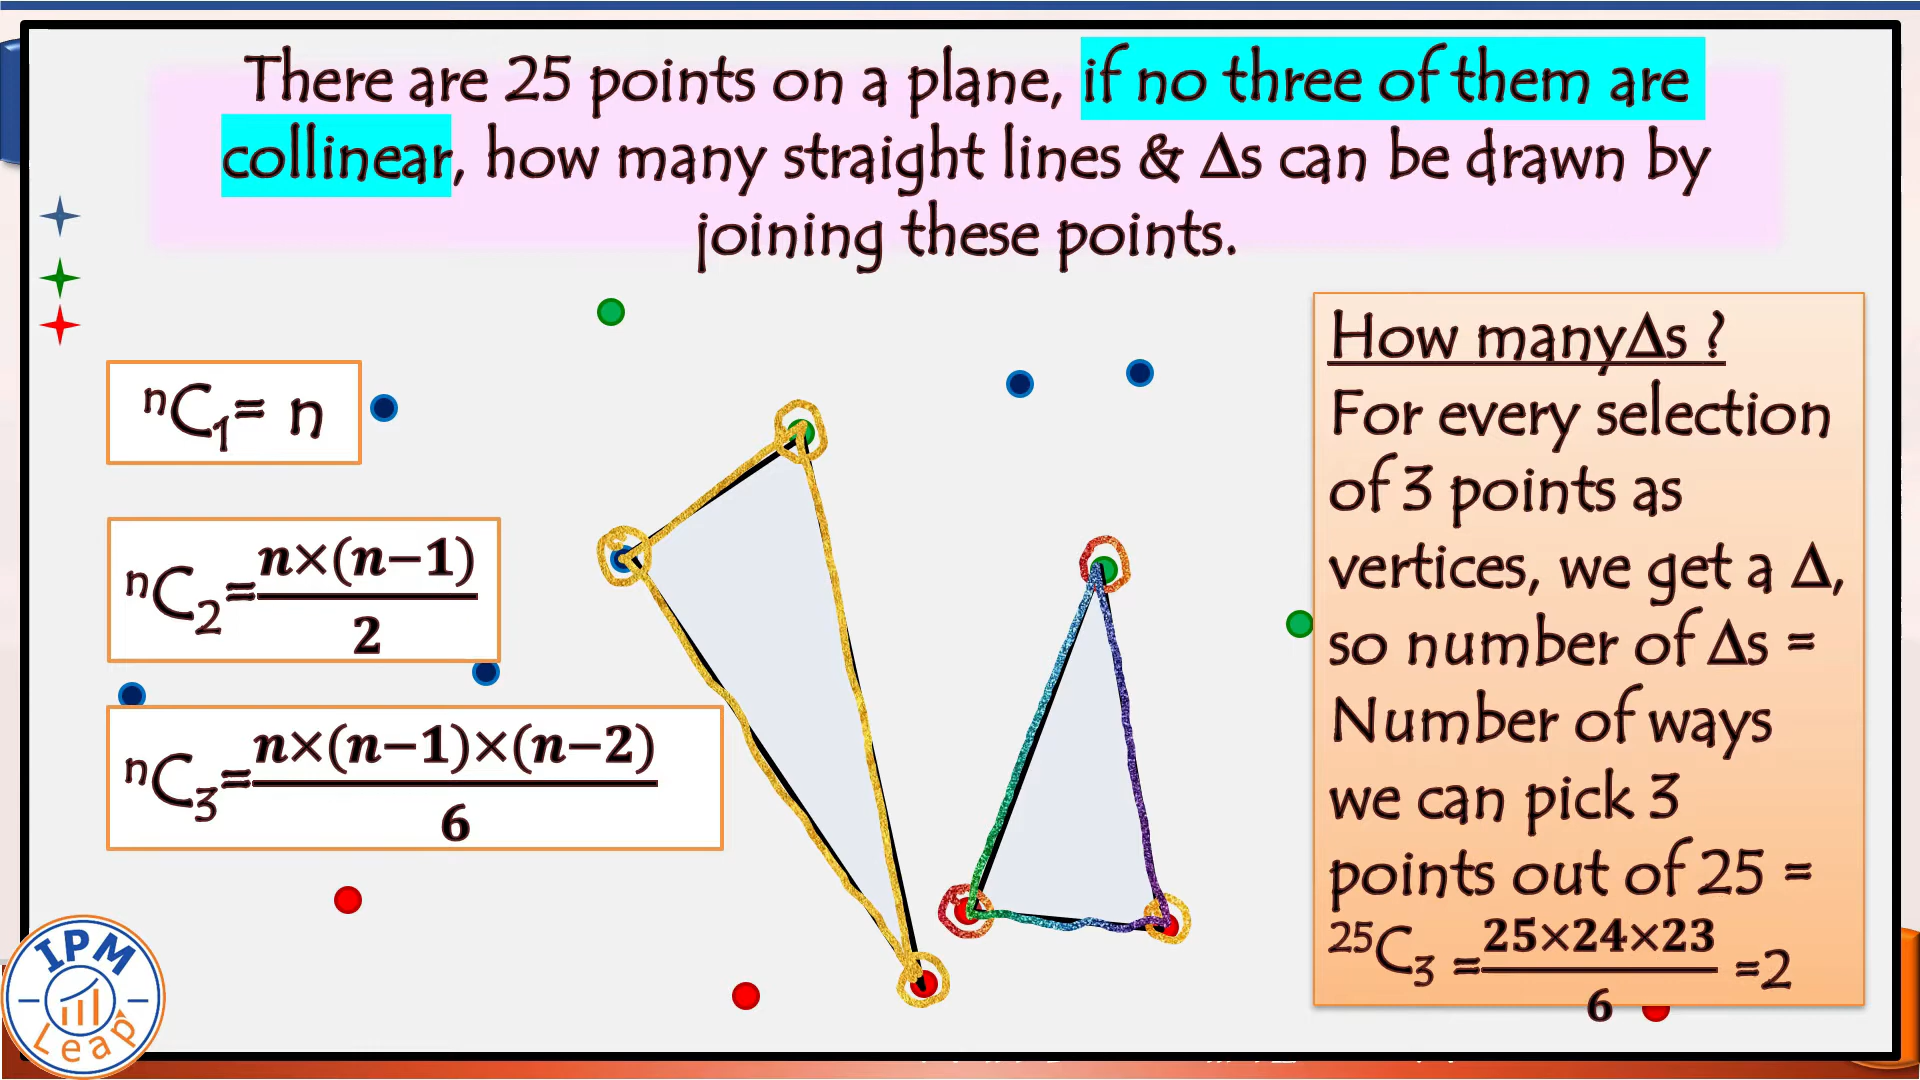 There are 25 points on a plane, if no three of them are
collinear, how many straight lines & Δs can be drawn by
joining these points.
ⁿC₁= n
ⁿC₂= n×(n−1)/2
ⁿC₃= n×(n−1)×(n−2)/6
How manyΔs ?
For every selection
of 3 points as
vertices, we get a Δ,
so number of Δs =
Number of ways
we can pick 3
points out of 25 =
²⁵C₃ = 25×24×23/6 =2
IPM
Leap